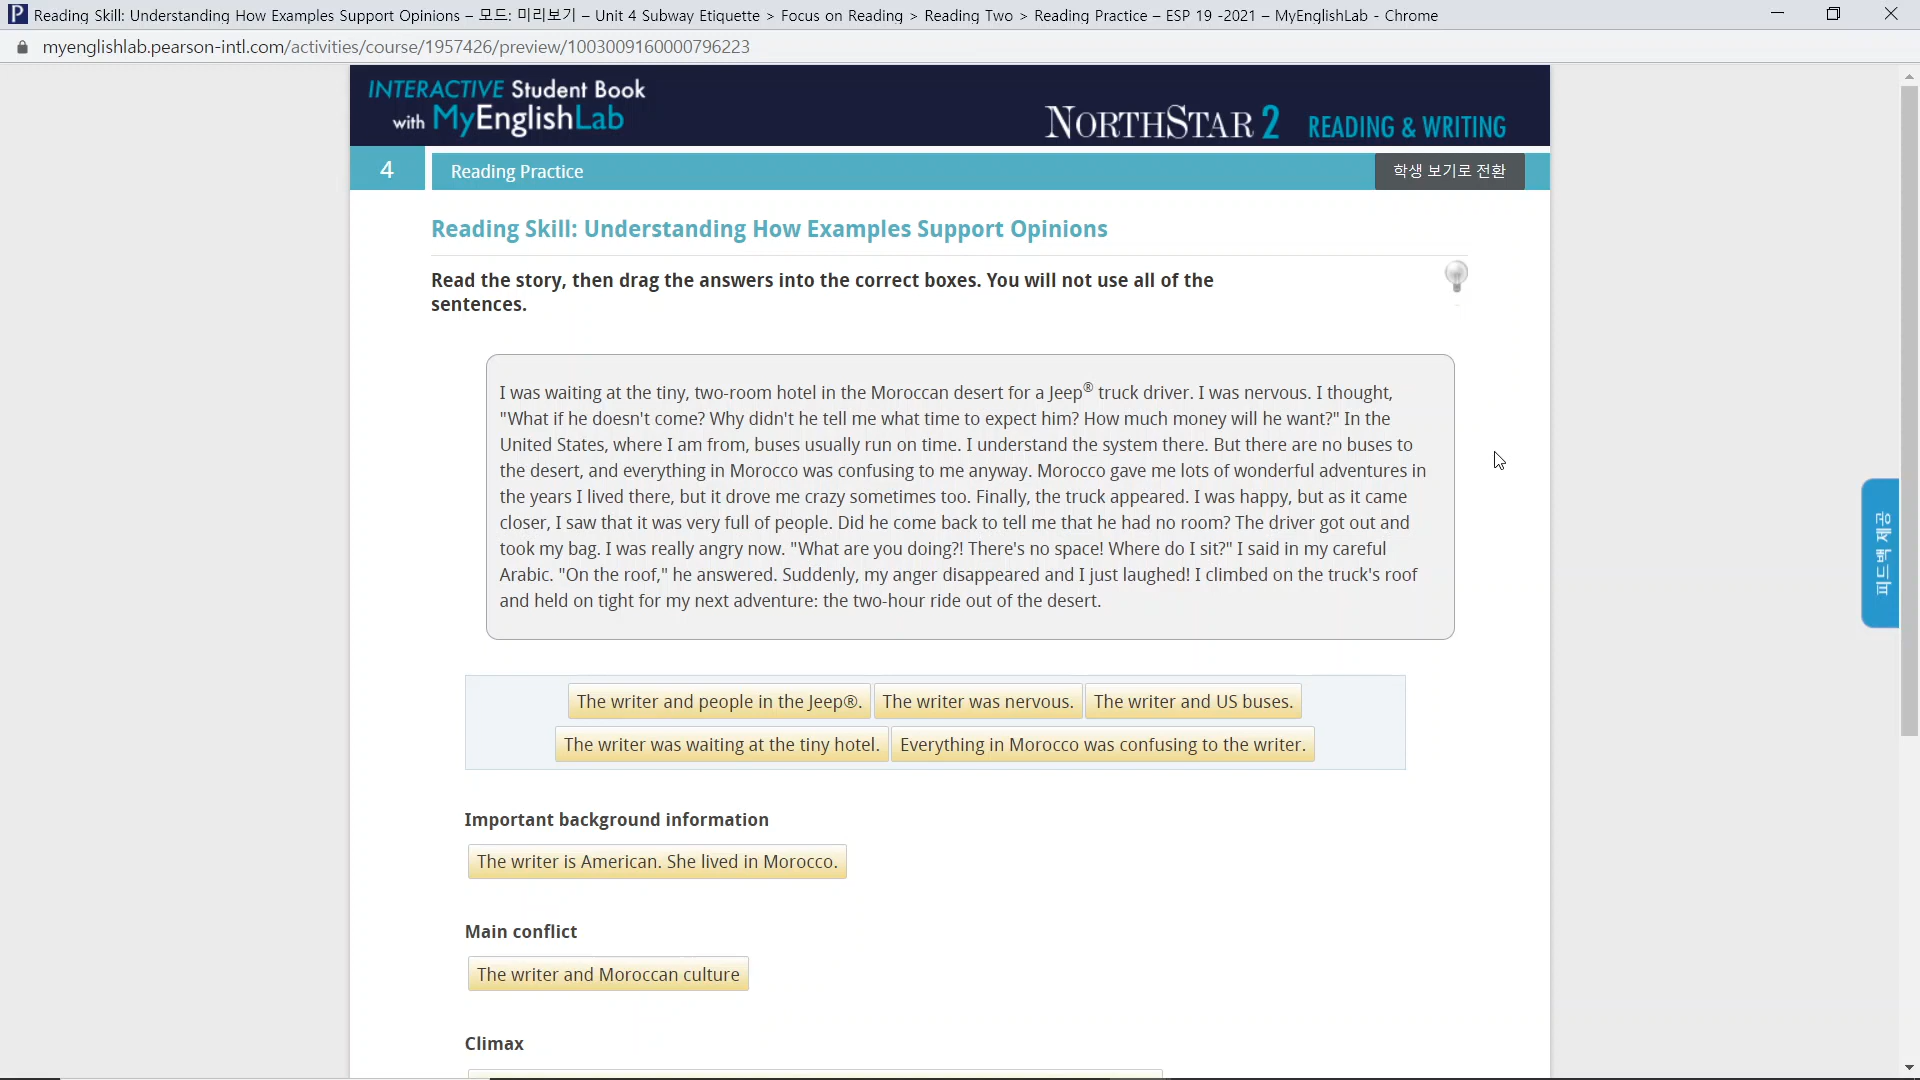 Reading Skill: Understanding How Examples Support Opinions – 모드: 미리보기 – Unit 4 Subway Etiquette > Focus on Reading > Reading Two > Reading Practice – ESP 19 -2021 – MyEnglishLab - Chrome
myenglishlab.pearson-intl.com/activities/course/1957426/preview/1003009160000796223
INTERACTIVE Student Book
with MyEnglishLab
NORTHSTAR 2 READING & WRITING
4 Reading Practice 학생 보기로 전환
Reading Skill: Understanding How Examples Support Opinions
Read the story, then drag the answers into the correct boxes. You will not use all of the
sentences.
I was waiting at the tiny, two-room hotel in the Moroccan desert for a Jeep® truck driver. I was nervous. I thought,
"What if he doesn't come? Why didn't he tell me what time to expect him? How much money will he want?" In the
United States, where I am from, buses usually run on time. I understand the system there. But there are no buses to
the desert, and everything in Morocco was confusing to me anyway. Morocco gave me lots of wonderful adventures in
the years I lived there, but it drove me crazy sometimes too. Finally, the truck appeared. I was happy, but as it came
closer, I saw that it was very full of people. Did he come back to tell me that he had no room? The driver got out and
took my bag. I was really angry now. "What are you doing?! There's no space! Where do I sit?" I said in my careful
Arabic. "On the roof," he answered. Suddenly, my anger disappeared and I just laughed! I climbed on the truck's roof
and held on tight for my next adventure: the two-hour ride out of the desert.
피드백 제공
The writer and people in the Jeep®. The writer was nervous. The writer and US buses.
The writer was waiting at the tiny hotel. Everything in Morocco was confusing to the writer.
Important background information
The writer is American. She lived in Morocco.
Main conflict
The writer and Moroccan culture
Climax